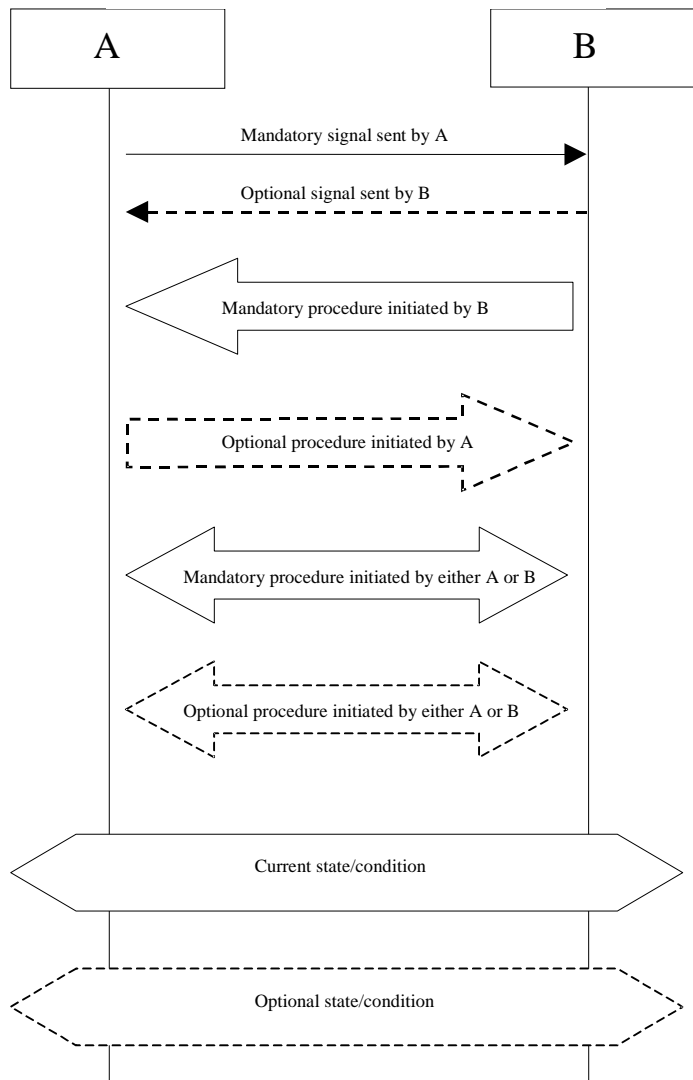 A
B
Mandatory signal sent by A
Optional signal sent by B
Mandatory procedure initiated by B
Optional procedure initiated by A
Mandatory procedure initiated by either A or B
Optional procedure initiated by either A or B
Current state/condition
Optional state/condition